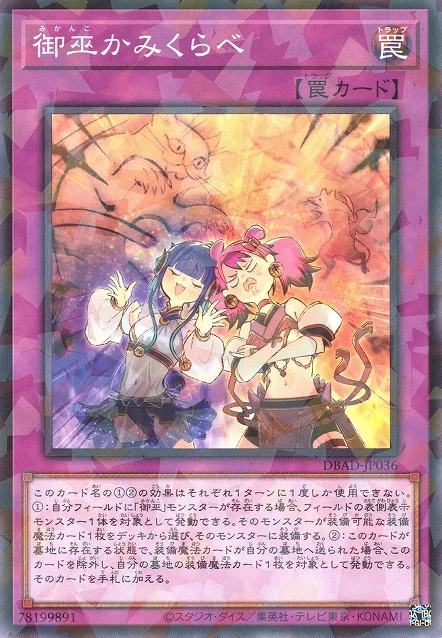 みかんこ
御巫かみくらべ
トラップ
罠
【罠カード】
DBAD-JP036
このカード名の①②の効果はそれぞれ1ターンに1度しか使用できない。
①：自分フィールドに「御巫」モンスターが存在する場合、フィールドの表側表示
モンスター1体を対象として発動できる。そのモンスターが装備可能な装備
魔法カード1枚をデッキから選び、そのモンスターに装備する。②：このカードが
墓地に存在する状態で、装備魔法カードが自分の墓地へ送られた場合、この
カードを除外し、自分の墓地の装備魔法カード1枚を対象として発動できる。
そのカードを手札に加える。
78199891
©スタジオ・ダイス／集英社・テレビ東京・KONAMI